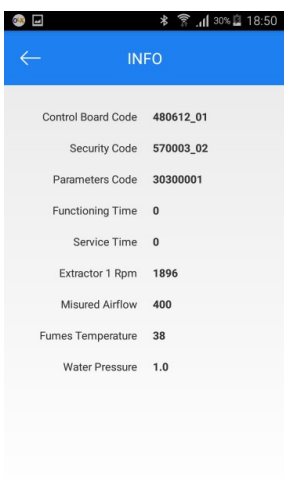 30% 18:50
INFO
Control Board Code 480612_01
Security Code 570003_02
Parameters Code 30300001
Functioning Time 0
Service Time 0
Extractor 1 Rpm 1896
Misured Airflow 400
Fumes Temperature 38
Water Pressure 1.0